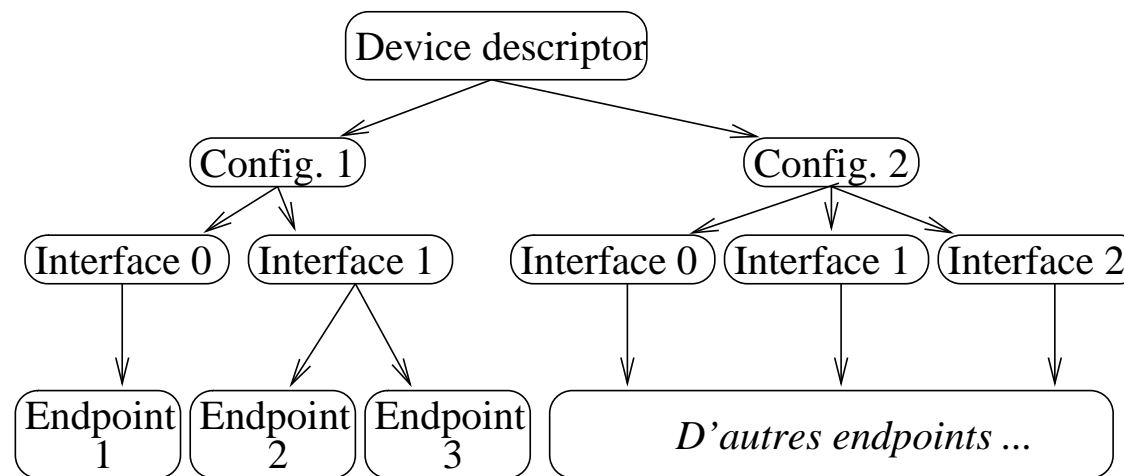 Device descriptor
Config. 1
Config. 2
Interface 0
Interface 1
Interface 0
Interface 1
Interface 2
Endpoint
1
Endpoint
2
Endpoint
3
D'autres endpoints ...